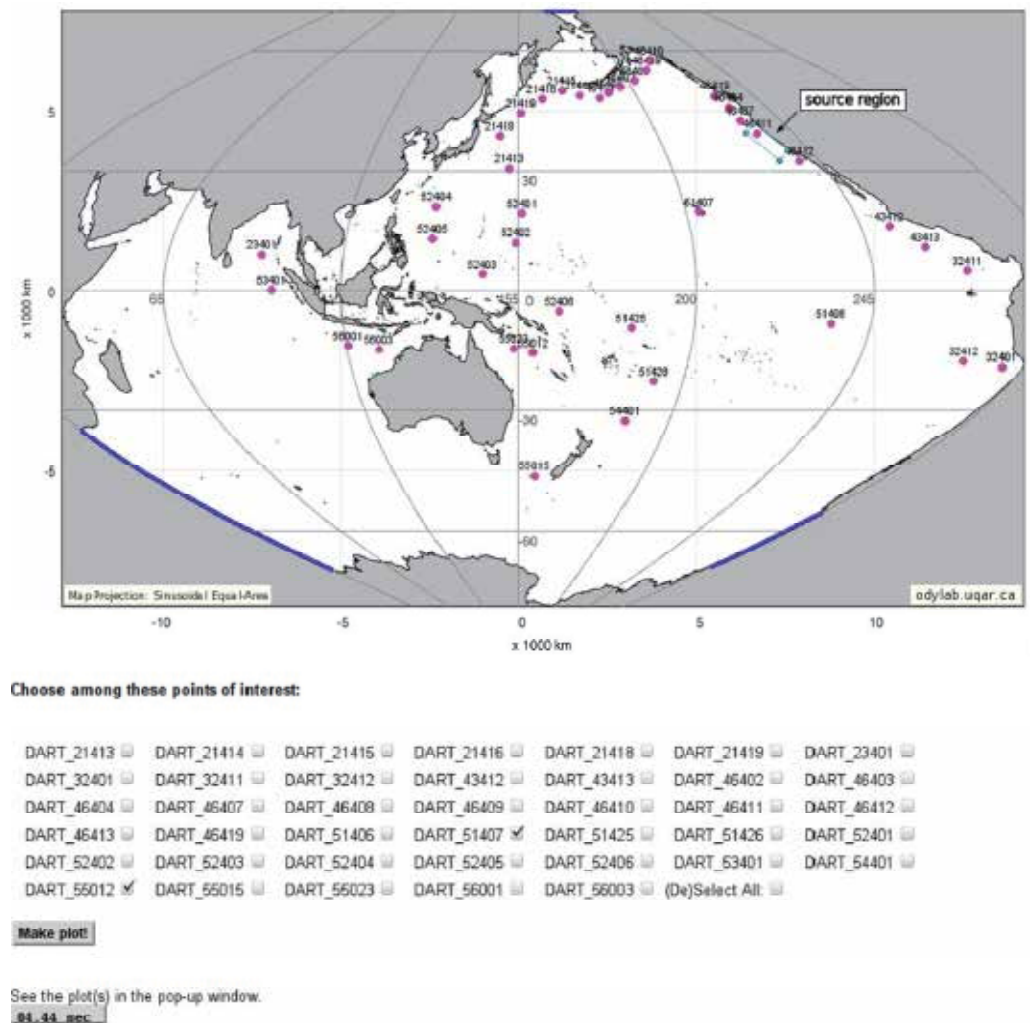 source region
21416
21419
21418
21413
30
52404
52401
51407
52405
52402
43412
43413
23401
52403
32411
53401
65
155
0
200
245
52406
51425
51406
56001
56003
32412
32401
51426
-30
54401
55015
-60
5
0
-5
x 1000 km
Map Projection: Sinusoidal Equal-Area
odylab.uqar.ca
-10
-5
0
5
10
x 1000 km
Choose among these points of interest:
DART_21413 DART_21414 DART_21415 DART_21416 DART_21418 DART_21419 DART_23401
DART_32401 DART_32411 DART_32412 DART_43412 DART_43413 DART_46402 DART_46403
DART_46404 DART_46407 DART_46408 DART_46409 DART_46410 DART_46411 DART_46412
DART_46413 DART_46419 DART_51406 DART_51407 DART_51425 DART_51426 DART_52401
DART_52402 DART_52403 DART_52404 DART_52405 DART_52406 DART_53401 DART_54401
DART_55012 DART_55015 DART_55023 DART_56001 DART_56003 (De)Select All:
Make plot!
See the plot(s) in the pop-up window.
04.44 sec